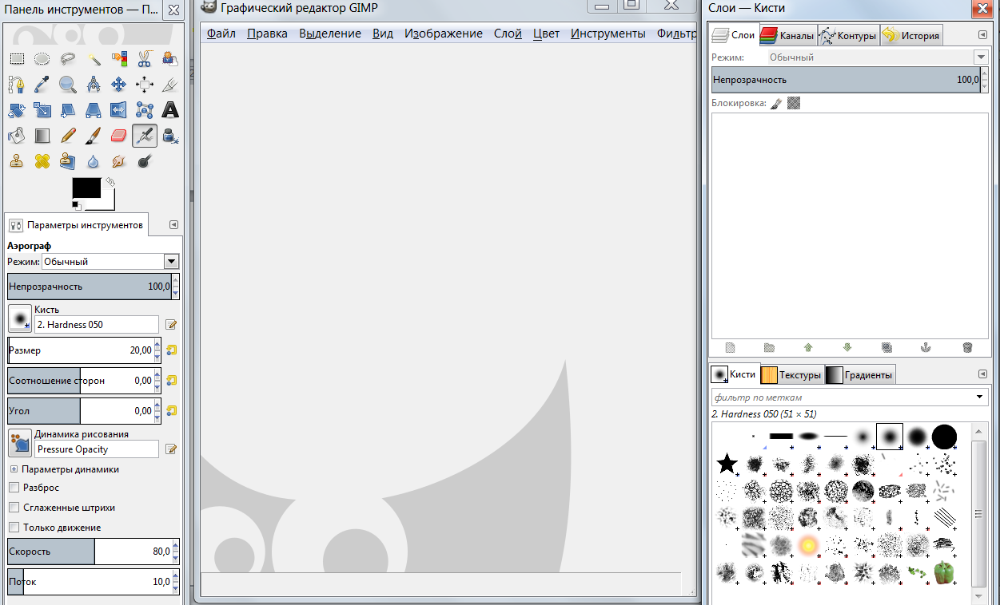 Панель инструментов — П...
Параметры инструментов
Аэрограф
Режим: Обычный
Непрозрачность 100,0
Кисть
2. Hardness 050
Размер 20,00
Соотношение сторон 0,00
Угол 0,00
Динамика рисования
Pressure Opacity
Параметры динамики
Разброс
Сглаженные штрихи
Только движение
Скорость 80,0
Поток 10,0
Графический редактор GIMP
Файл Правка Выделение Вид Изображение Слой Цвет Инструменты Фильтр
Слои — Кисти
Слои Каналы Контуры История
Режим: Обычный
Непрозрачность 100,0
Блокировка:
Кисти Текстуры Градиенты
фильтр по меткам
2. Hardness 050 (51 × 51)